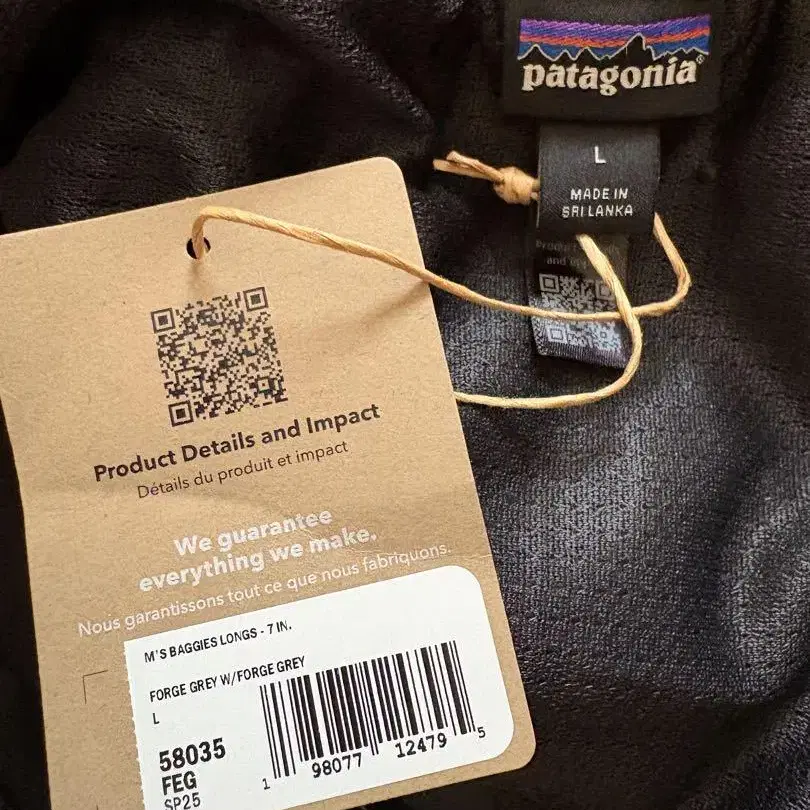 patagonia®
L
MADE IN
SRI LANKA
Product Details and Impact
Détails du produit et impact
We guarantee
everything we make.
Nous garantissons tout ce que nous fabriquons.
M'S BAGGIES LONGS - 7 IN.
FORGE GREY W/FORGE GREY
L
58035
FEG
SP25
1 98077 12479 5